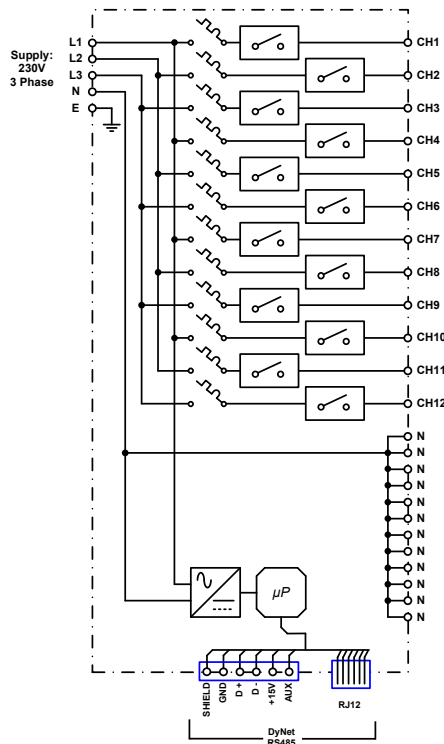 Supply:
230V
3 Phase
L1
L2
L3
N
E
CH1
CH2
CH3
CH4
CH5
CH6
CH7
CH8
CH9
CH10
CH11
CH12
N
N
N
N
N
N
N
N
N
N
N
N
µP
SHIELD
GND
D +
D -
+15V
AUX
RJ12
DyNet
RS485